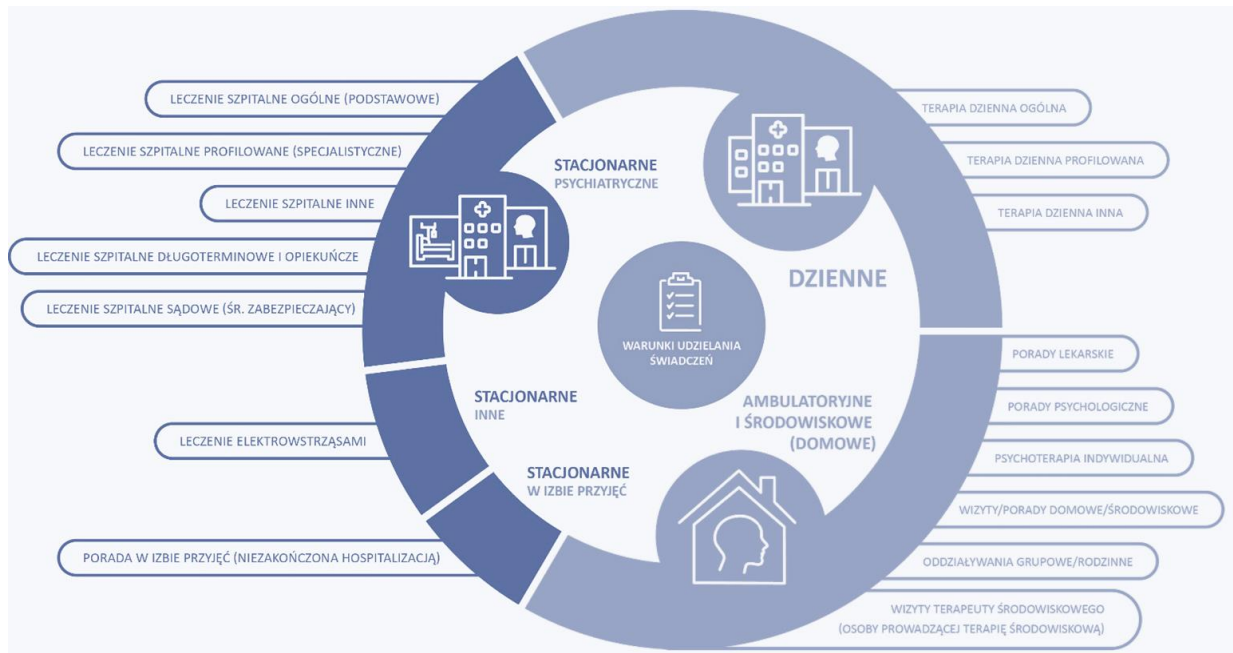 LECZENIE SZPITALNE OGÓLNE (PODSTAWOWE)
LECZENIE SZPITALNE PROFILOWANE (SPECJALISTYCZNE)
LECZENIE SZPITALNE INNE
LECZENIE SZPITALNE DŁUGOTERMINOWE I OPIEKUŃCZE
LECZENIE SZPITALNE SĄDOWE (ŚR. ZABEZPIECZAJĄCY)
LECZENIE ELEKTROWSTRZĄSAMI
PORADA W IZBIE PRZYJĘĆ (NIEZAKOŃCZONA HOSPITALIZACJĄ)
STACJONARNE
PSYCHIATRYCZNE
STACJONARNE
INNE
STACJONARNE
W IZBIE PRZYJĘĆ
WARUNKI UDZIELANIA
ŚWIADCZEŃ
DZIENNE
AMBULATORYJNE
I ŚRODOWISKOWE
(DOMOWE)
TERAPIA DZIENNA OGÓLNA
TERAPIA DZIENNA PROFILOWANA
TERAPIA DZIENNA INNA
PORADY LEKARSKIE
PORADY PSYCHOLOGICZNE
PSYCHOTERAPIA INDYWIDUALNA
WIZYTY/PORADY DOMOWE/ŚRODOWISKOWE
ODDZIAŁYWANIA GRUPOWE/RODZINNE
WIZYTY TERAPEUTY ŚRODOWISKOWEGO
(OSOBY PROWADZĄCEJ TERAPIĘ ŚRODOWISKOWĄ)